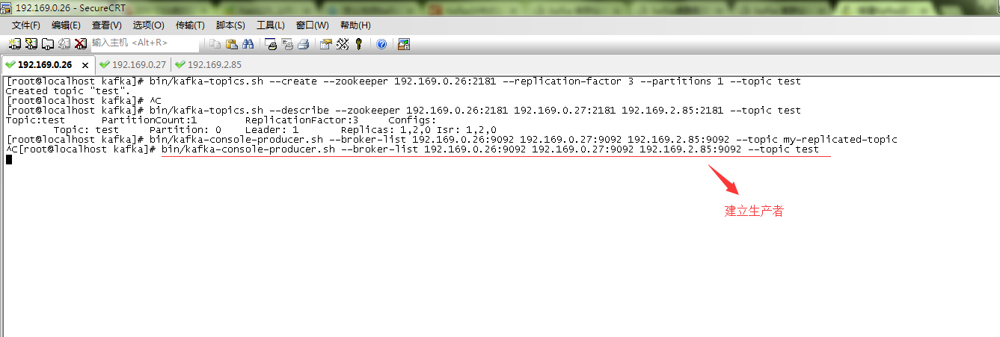 192.169.0.26 - SecureCRT
文件(F) 编辑(E) 查看(V) 选项(O) 传输(T) 脚本(S) 工具(L) 窗口(W) 帮助(H)
输入主机 <Alt+R>
192.169.0.26 × 192.169.0.27 192.169.2.85
[root@localhost kafka]# bin/kafka-topics.sh --create --zookeeper 192.169.0.26:2181 --replication-factor 3 --partitions 1 --topic test
Created topic "test".
[root@localhost kafka]# ^C
[root@localhost kafka]# bin/kafka-topics.sh --describe --zookeeper 192.169.0.26:2181 192.169.0.27:2181 192.169.2.85:2181 --topic test
Topic:test PartitionCount:1 ReplicationFactor:3 Configs:
Topic: test Partition: 0 Leader: 1 Replicas: 1,2,0 Isr: 1,2,0
[root@localhost kafka]# bin/kafka-console-producer.sh --broker-list 192.169.0.26:9092 192.169.0.27:9092 192.169.2.85:9092 --topic my-replicated-topic
^C[root@localhost kafka]# bin/kafka-console-producer.sh --broker-list 192.169.0.26:9092 192.169.0.27:9092 192.169.2.85:9092 --topic test
建立生产者